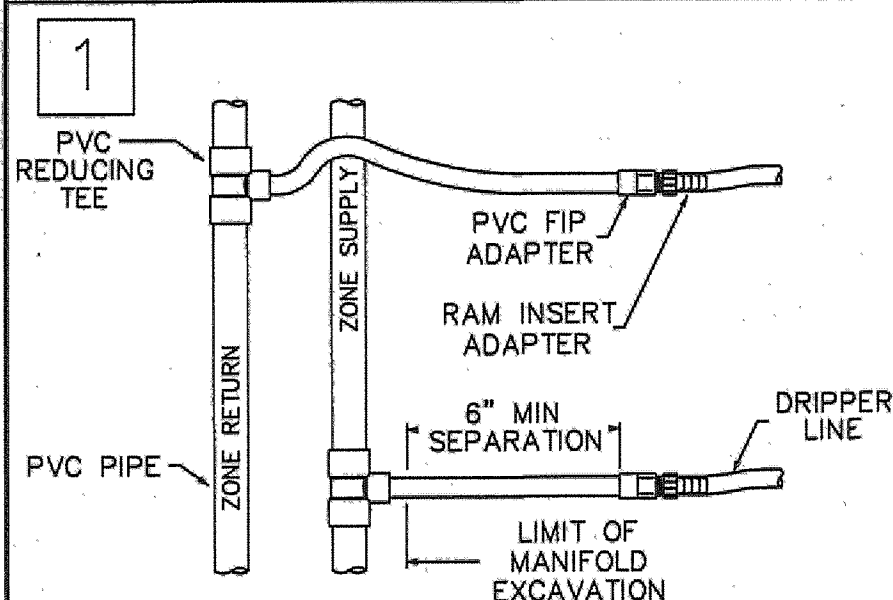 1
PVC
REDUCING
TEE
ZONE SUPPLY
PVC FIP
ADAPTER
RAM INSERT
ADAPTER
ZONE RETURN
6" MIN
SEPARATION
DRIPPER
LINE
PVC PIPE
LIMIT OF
MANIFOLD
EXCAVATION